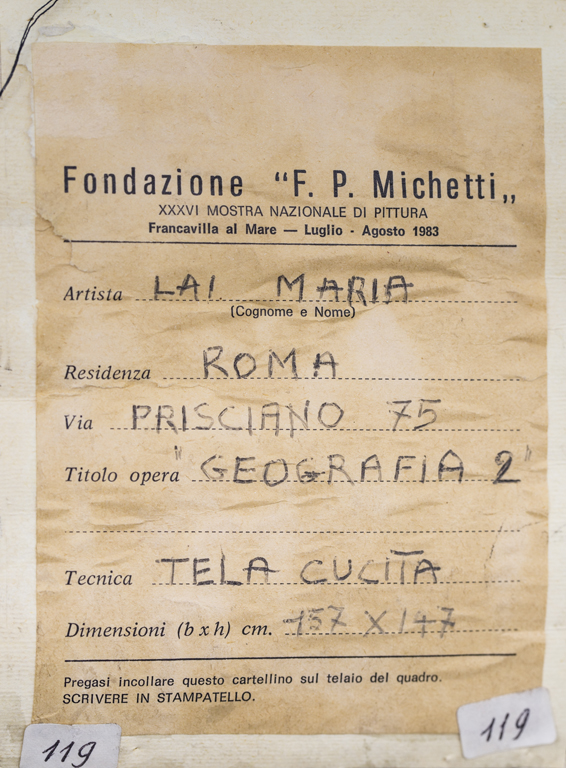 Fondazione "F. P. Michetti„
XXXVI MOSTRA NAZIONALE DI PITTURA
Francavilla al Mare — Luglio - Agosto 1983
Artista LAI MARIA
(Cognome e Nome)
Residenza ROMA
Via PRISCIANO 75
Titolo opera "GEOGRAFIA 2"
Tecnica TELA CUCITA
Dimensioni (b x h) cm. 157 X 147
Pregasi incollare questo cartellino sul telaio del quadro.
SCRIVERE IN STAMPATELLO.
119
119